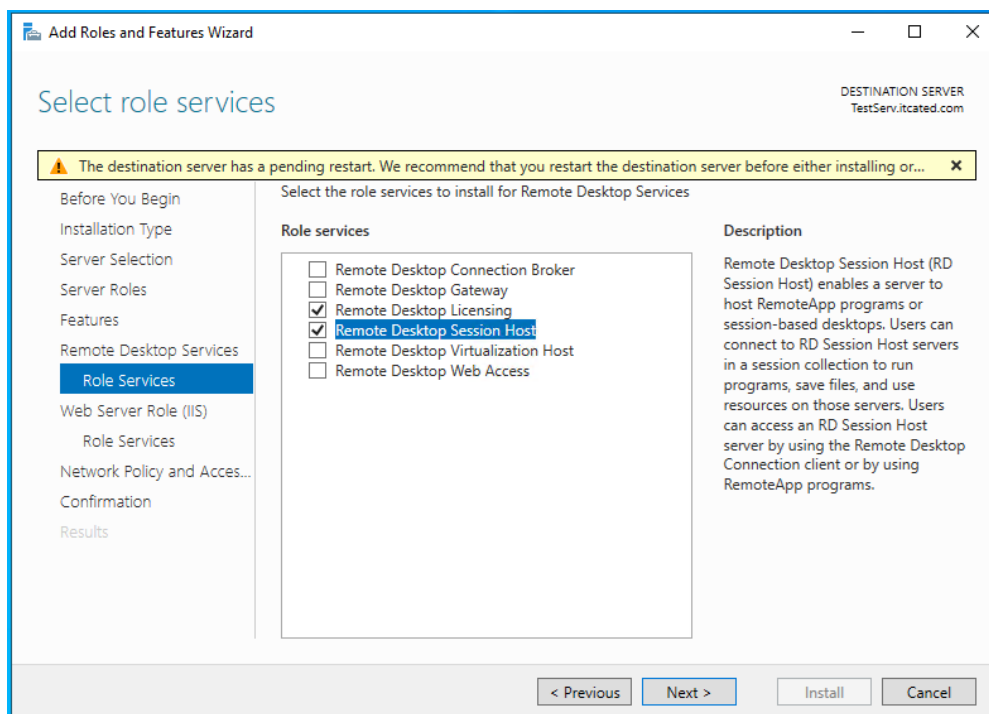 Add Roles and Features Wizard
Select role services
DESTINATION SERVER
TestServ.itcated.com
The destination server has a pending restart. We recommend that you restart the destination server before either installing or...
Before You Begin
Installation Type
Server Selection
Server Roles
Features
Remote Desktop Services
Role Services
Web Server Role (IIS)
Role Services
Network Policy and Acces...
Confirmation
Results
Select the role services to install for Remote Desktop Services
Role services
Remote Desktop Connection Broker
Remote Desktop Gateway
Remote Desktop Licensing
Remote Desktop Session Host
Remote Desktop Virtualization Host
Remote Desktop Web Access
Description
Remote Desktop Session Host (RD
Session Host) enables a server to
host RemoteApp programs or
session-based desktops. Users can
connect to RD Session Host servers
in a session collection to run
programs, save files, and use
resources on those servers. Users
can access an RD Session Host
server by using the Remote Desktop
Connection client or by using
RemoteApp programs.
< Previous
Next >
Install
Cancel